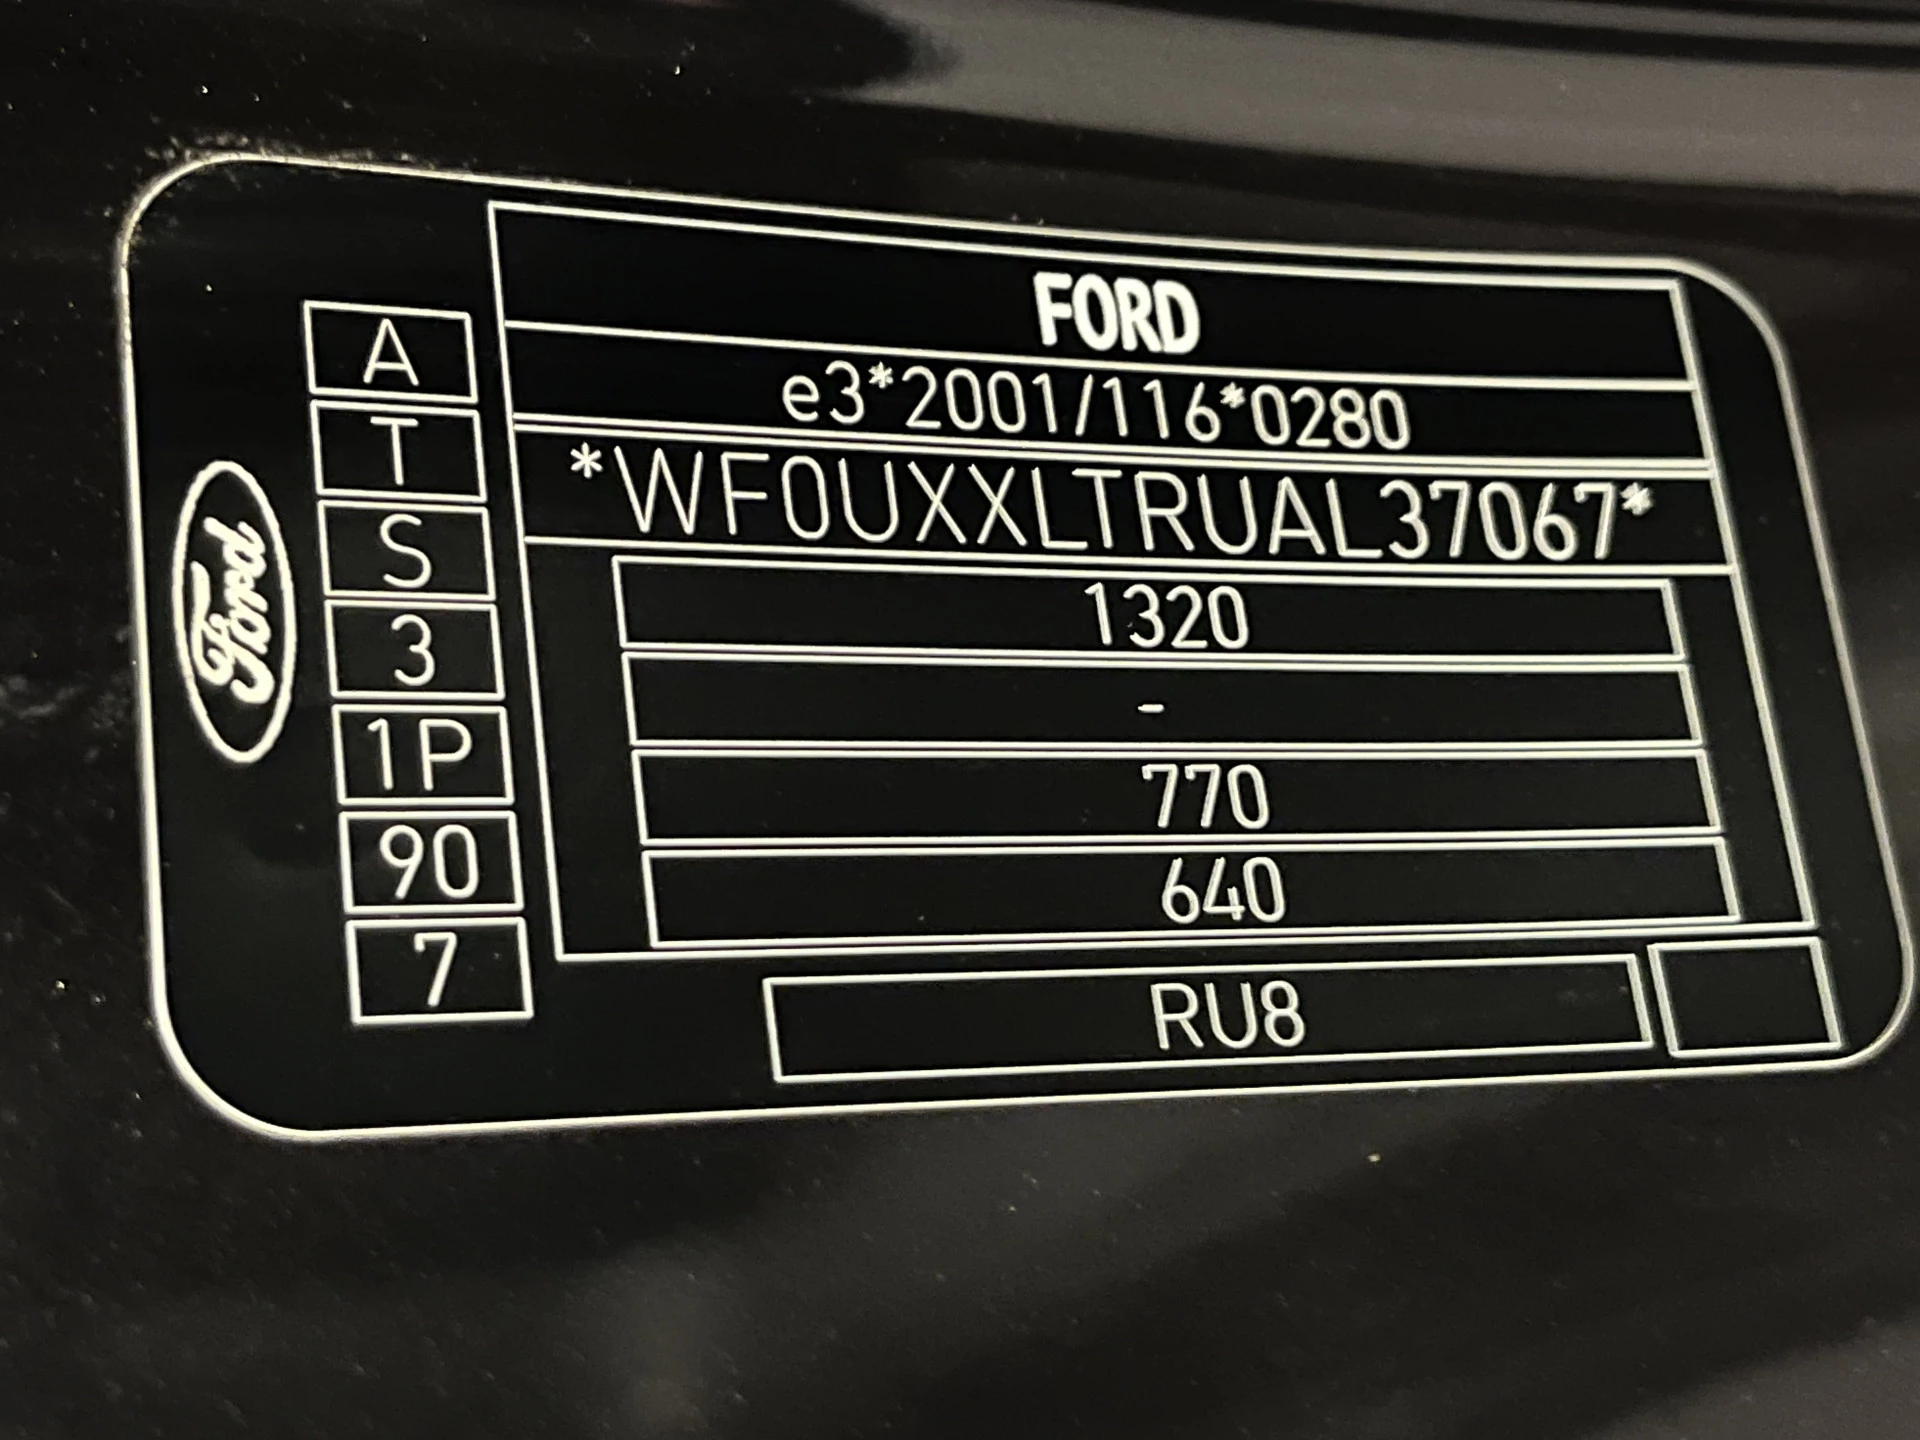 Ford
A
T
S
3
1P
90
7
FORD
e3*2001/116*0280
*WF0UXXLTRUAL37067*
1320
-
770
640
RU8